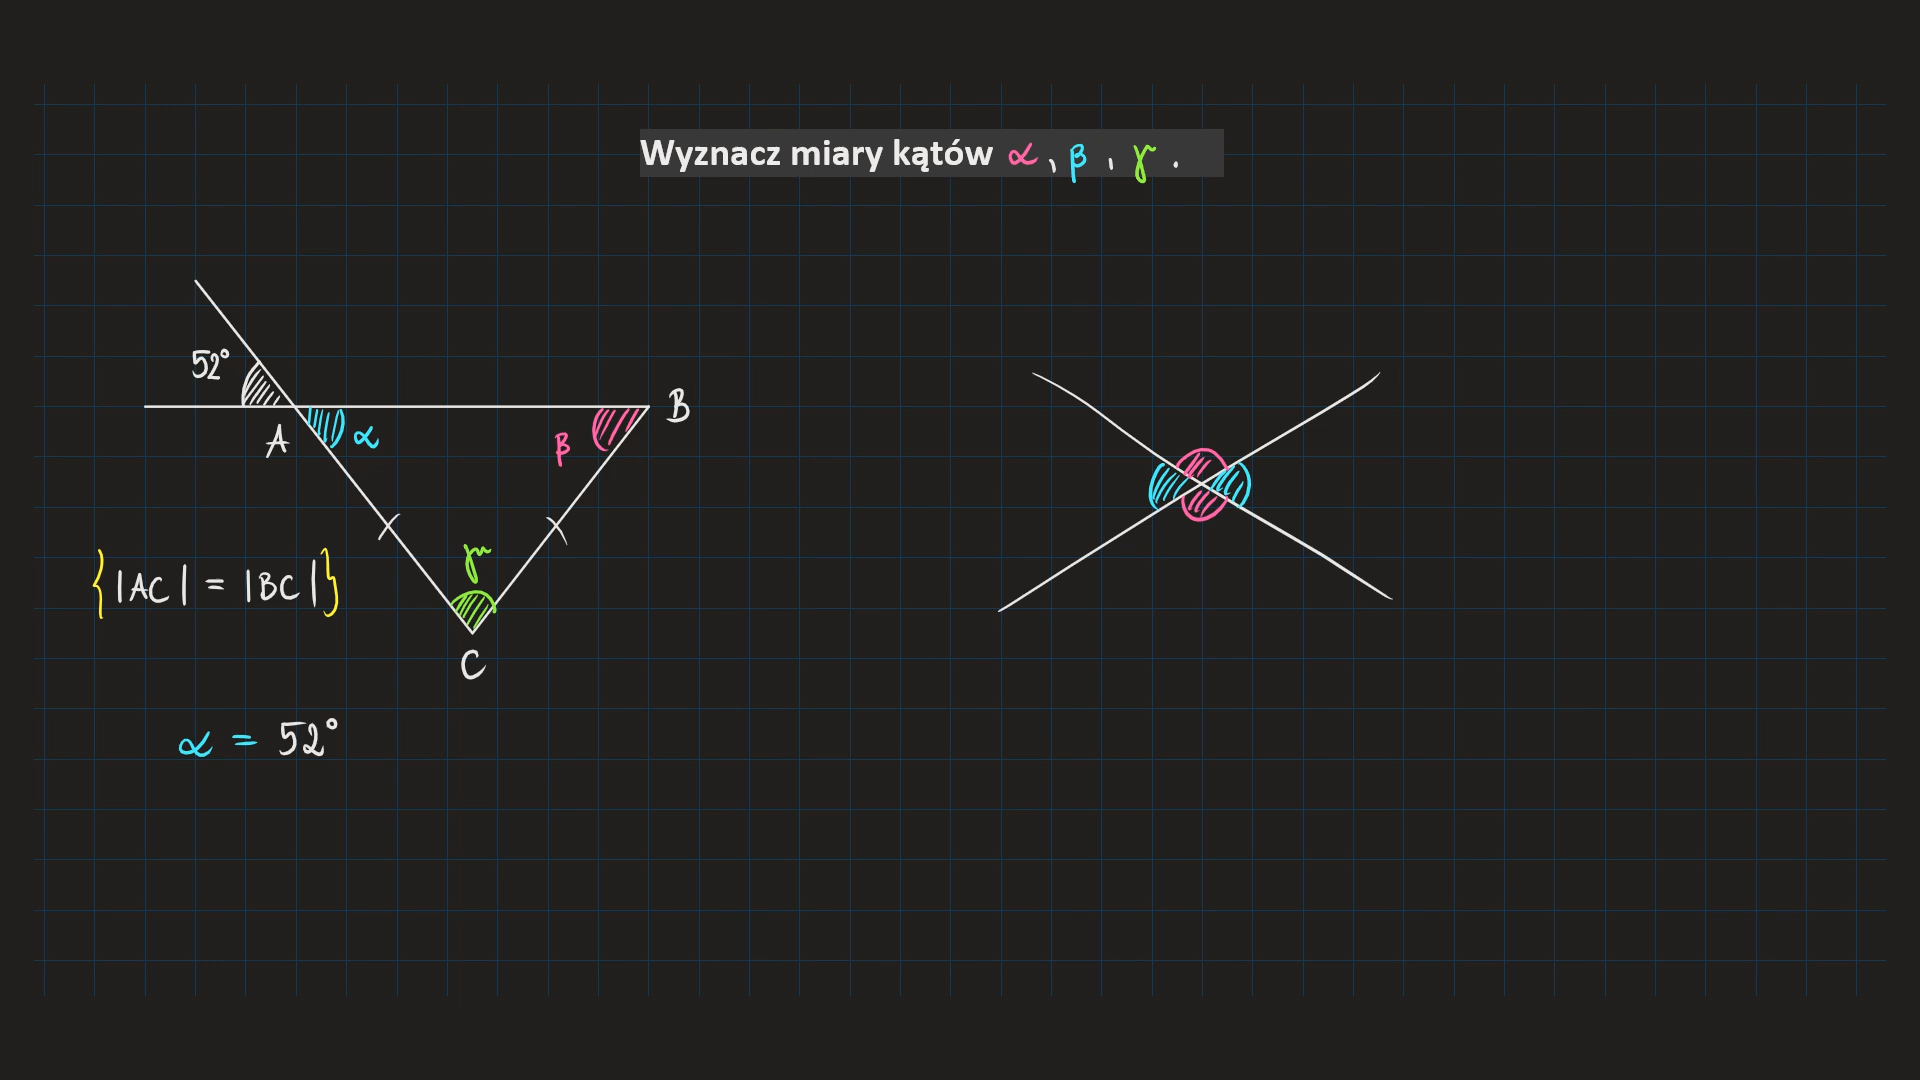 Wyznacz miary kątów α, β, γ.
52°
A
α
β
B
{|AC| = |BC|}
γ
C
α = 52°